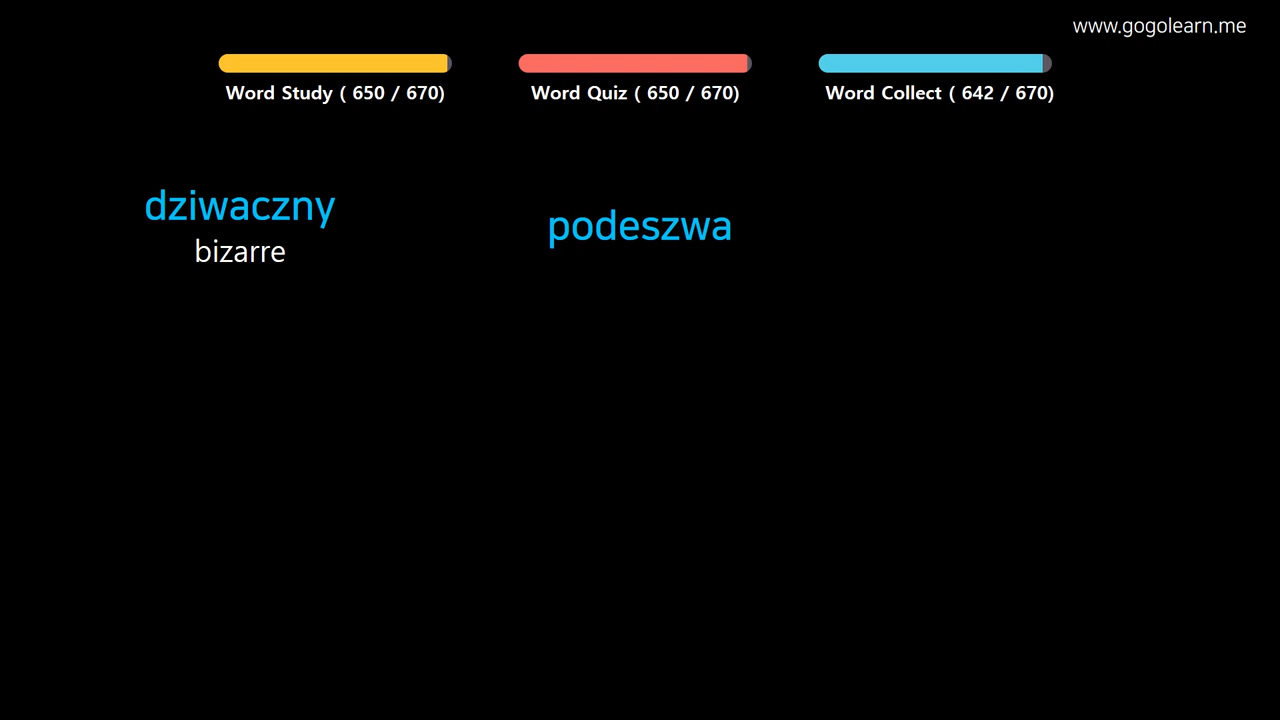 www.gogolearn.me
Word Study ( 650 / 670)
Word Quiz ( 650 / 670)
Word Collect ( 642 / 670)
dziwaczny
bizarre
podeszwa